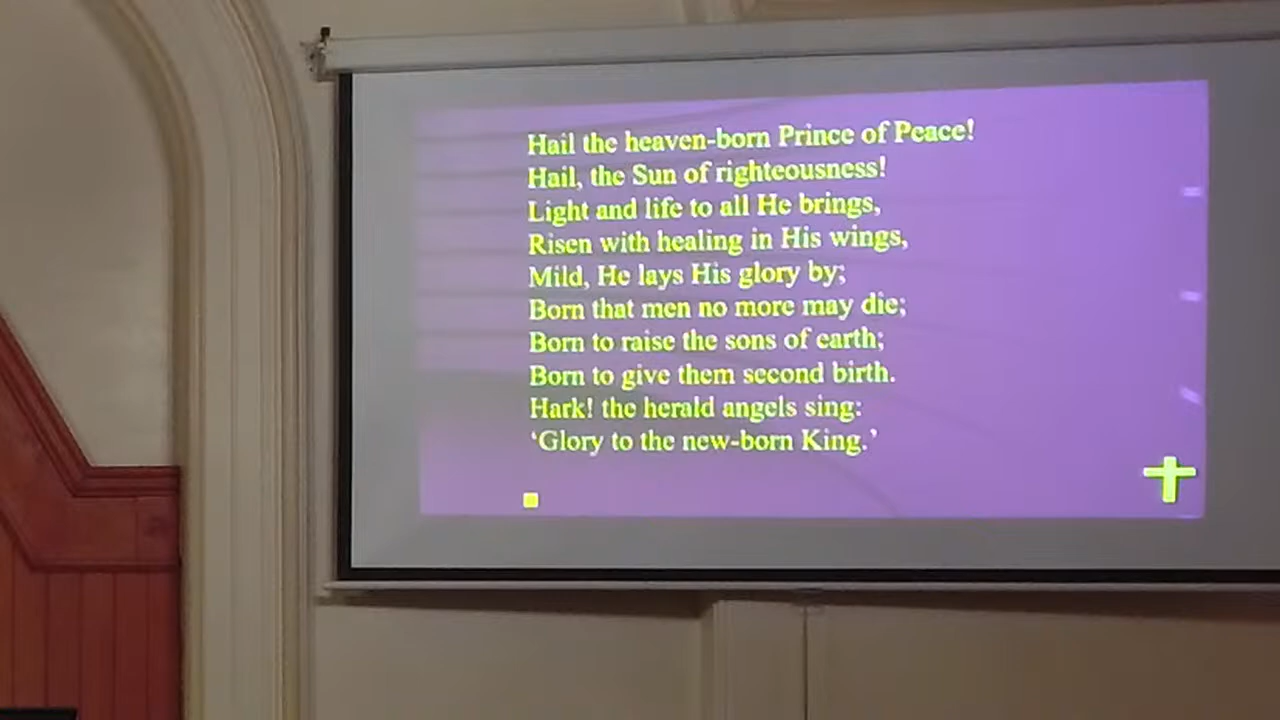 Hail the heaven-born Prince of Peace!
Hail, the Sun of righteousness!
Light and life to all He brings,
Risen with healing in His wings,
Mild, He lays His glory by;
Born that men no more may die;
Born to raise the sons of earth;
Born to give them second birth.
Hark! the herald angels sing:
‘Glory to the new-born King.’